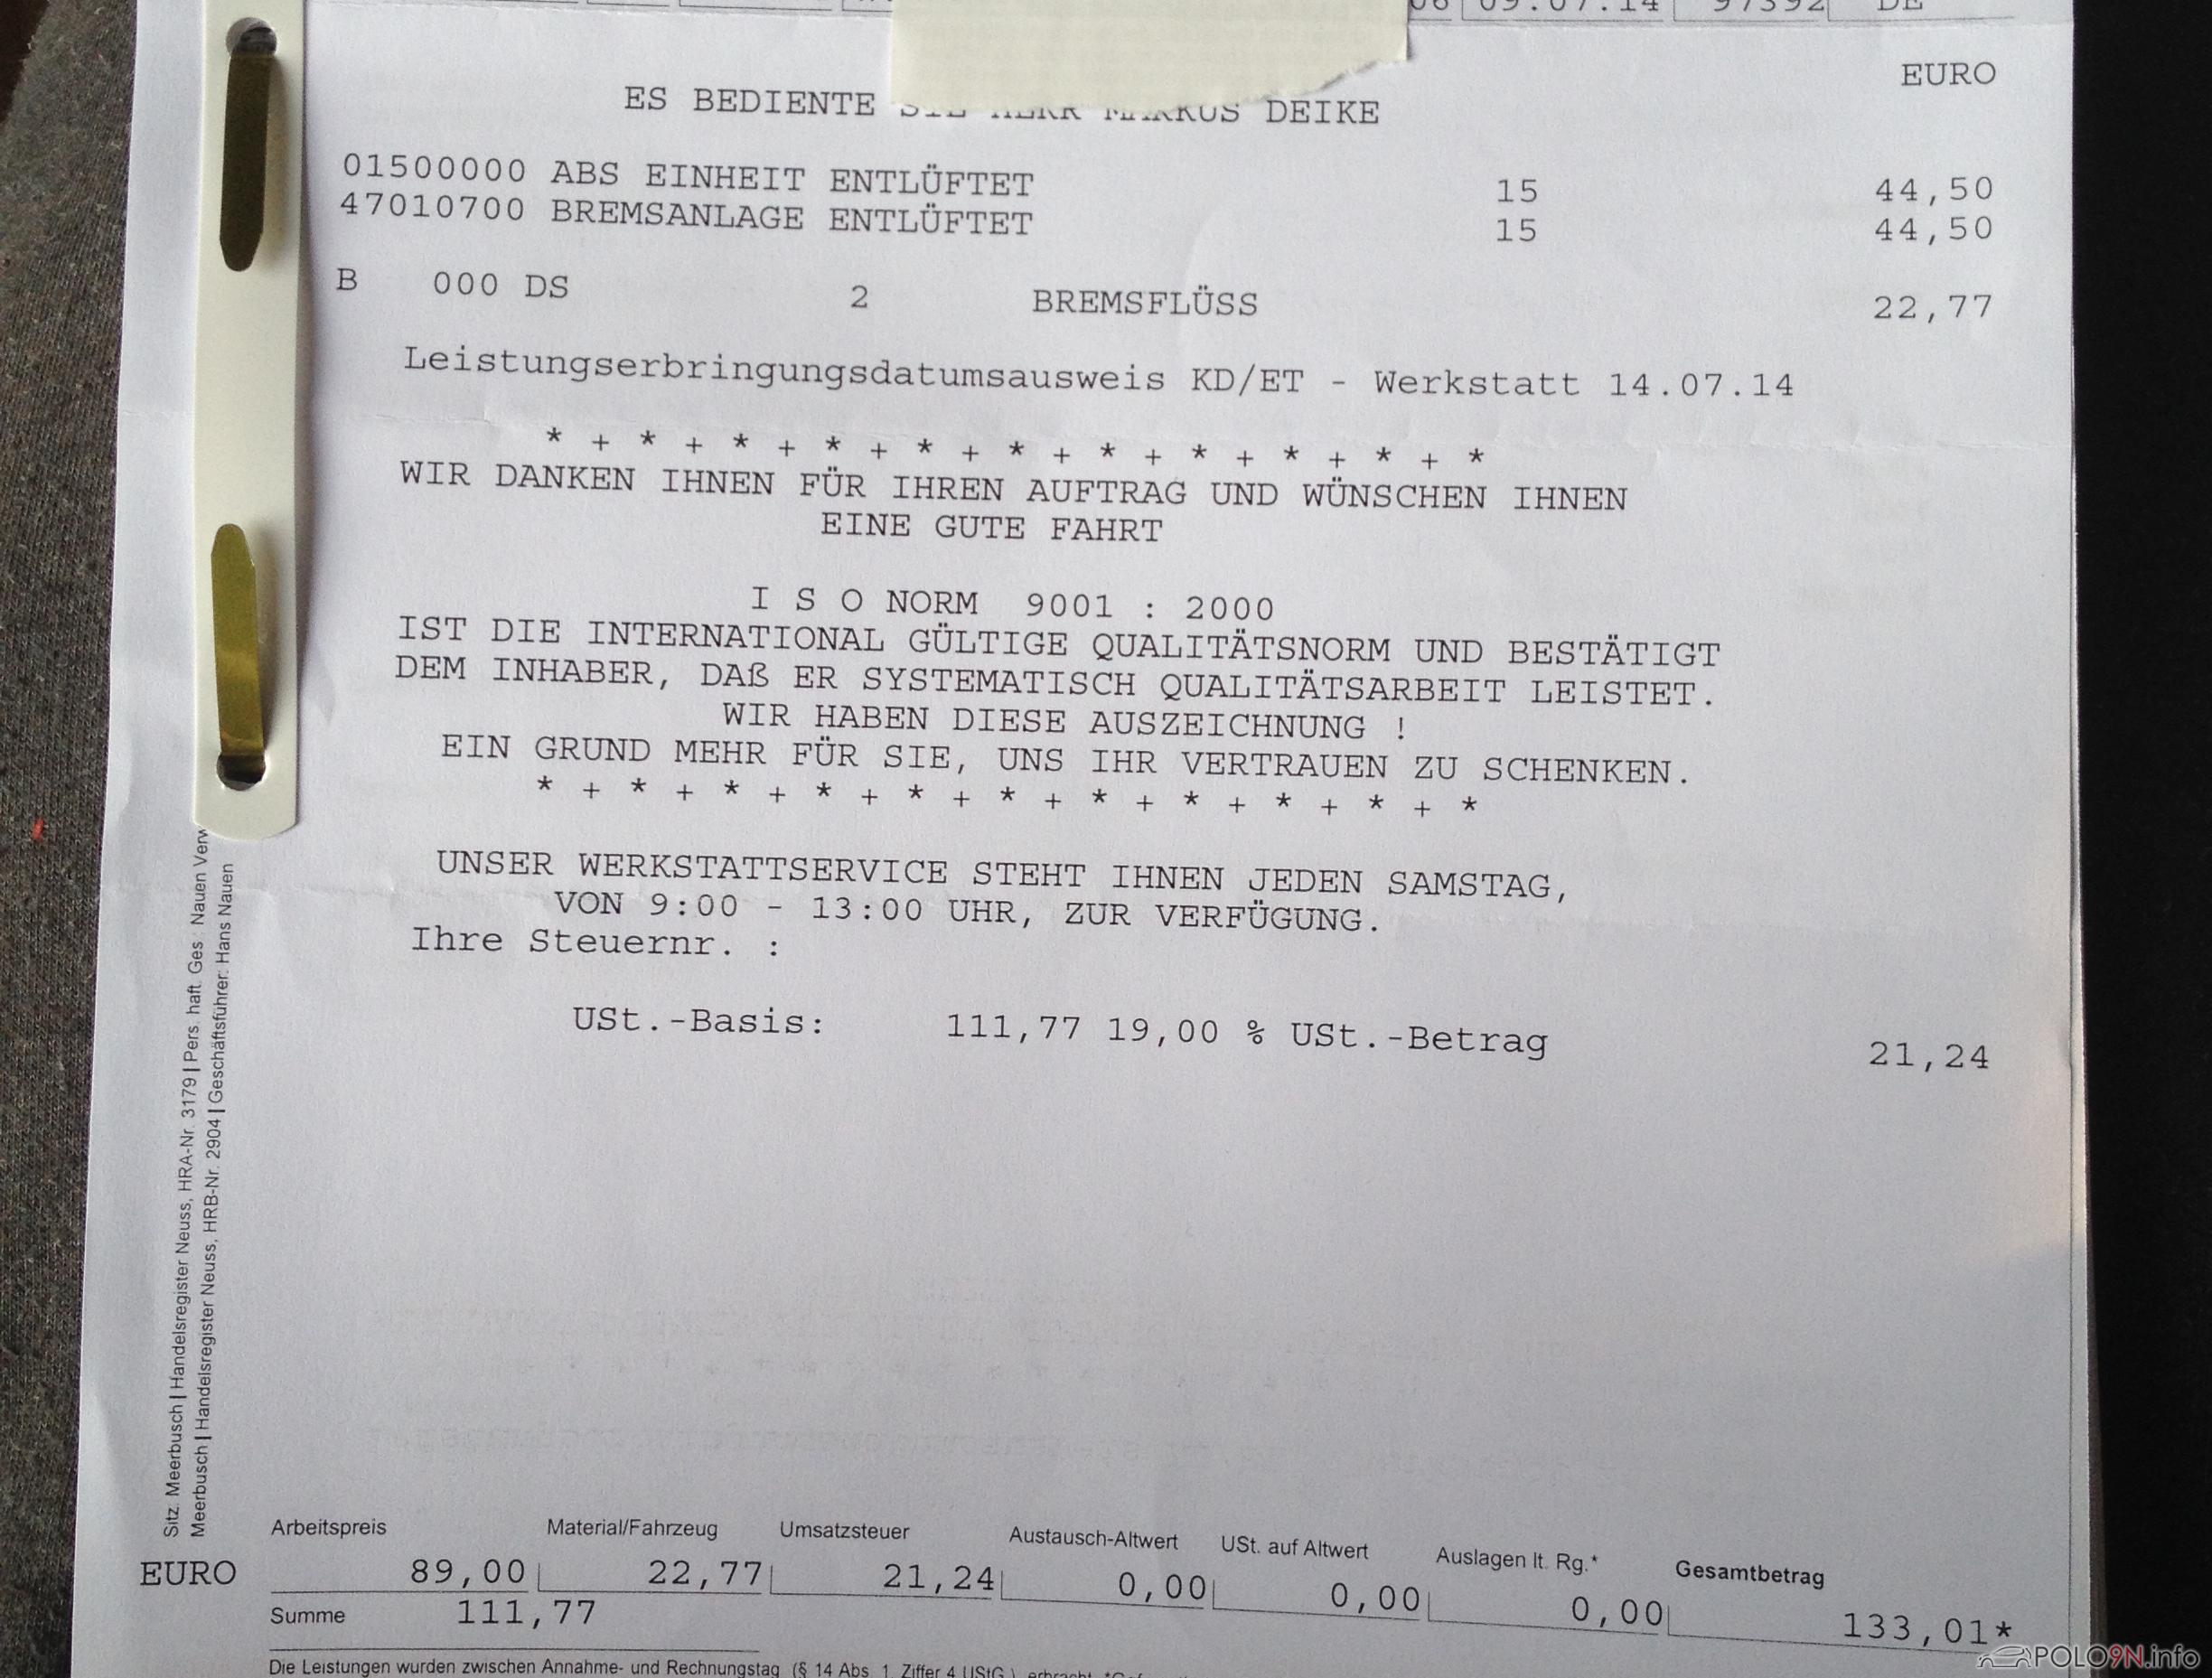 09.07.14 97392 DE
EURO
ES BEDIENTE SIE HERR MARKUS DEIKE
01500000 ABS EINHEIT ENTLÜFTET 15 44,50
47010700 BREMSANLAGE ENTLÜFTET 15 44,50
B 000 DS 2 BREMSFLÜSS 22,77
Leistungserbringungsdatumsausweis KD/ET - Werkstatt 14.07.14
* + * + * + * + * + * + * + * + * + * + *
WIR DANKEN IHNEN FÜR IHREN AUFTRAG UND WÜNSCHEN IHNEN
EINE GUTE FAHRT
I S O NORM 9001 : 2000
IST DIE INTERNATIONAL GÜLTIGE QUALITÄTSNORM UND BESTÄTIGT
DEM INHABER, DAß ER SYSTEMATISCH QUALITÄTSARBEIT LEISTET.
WIR HABEN DIESE AUSZEICHNUNG !
EIN GRUND MEHR FÜR SIE, UNS IHR VERTRAUEN ZU SCHENKEN.
* + * + * + * + * + * + * + * + * + * + *
UNSER WERKSTATTSERVICE STEHT IHNEN JEDEN SAMSTAG,
VON 9:00 - 13:00 UHR, ZUR VERFÜGUNG.
Ihre Steuernr. :
USt.-Basis: 111,77 19,00 % USt.-Betrag 21,24
Sitz: Meerbusch | Handelsregister Neuss, HRA-Nr. 3179 | Pers. haft. Ges.: Nauen Verw
Meerbusch | Handelsregister Neuss, HRB-Nr. 2904 | Geschäftsführer: Hans Nauen
Arbeitspreis Material/Fahrzeug Umsatzsteuer Austausch-Altwert USt. auf Altwert Auslagen lt. Rg.* Gesamtbetrag
EURO 89,00 22,77 21,24 0,00 0,00 0,00 133,01*
Summe 111,77
Die Leistungen wurden zwischen Annahme- und Rechnungstag (§ 14 Abs. 1, Ziffer 4 UStG.) erbracht.
POLO9N.info